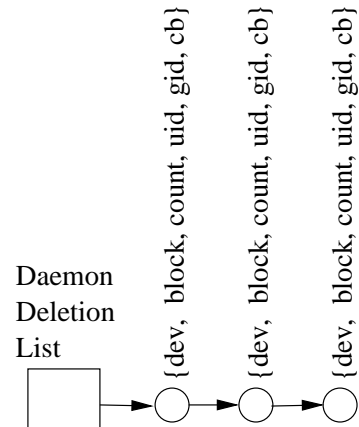 {dev, block, count, uid, gid, cb}
{dev, block, count, uid, gid, cb}
{dev, block, count, uid, gid, cb}
Daemon
Deletion
List